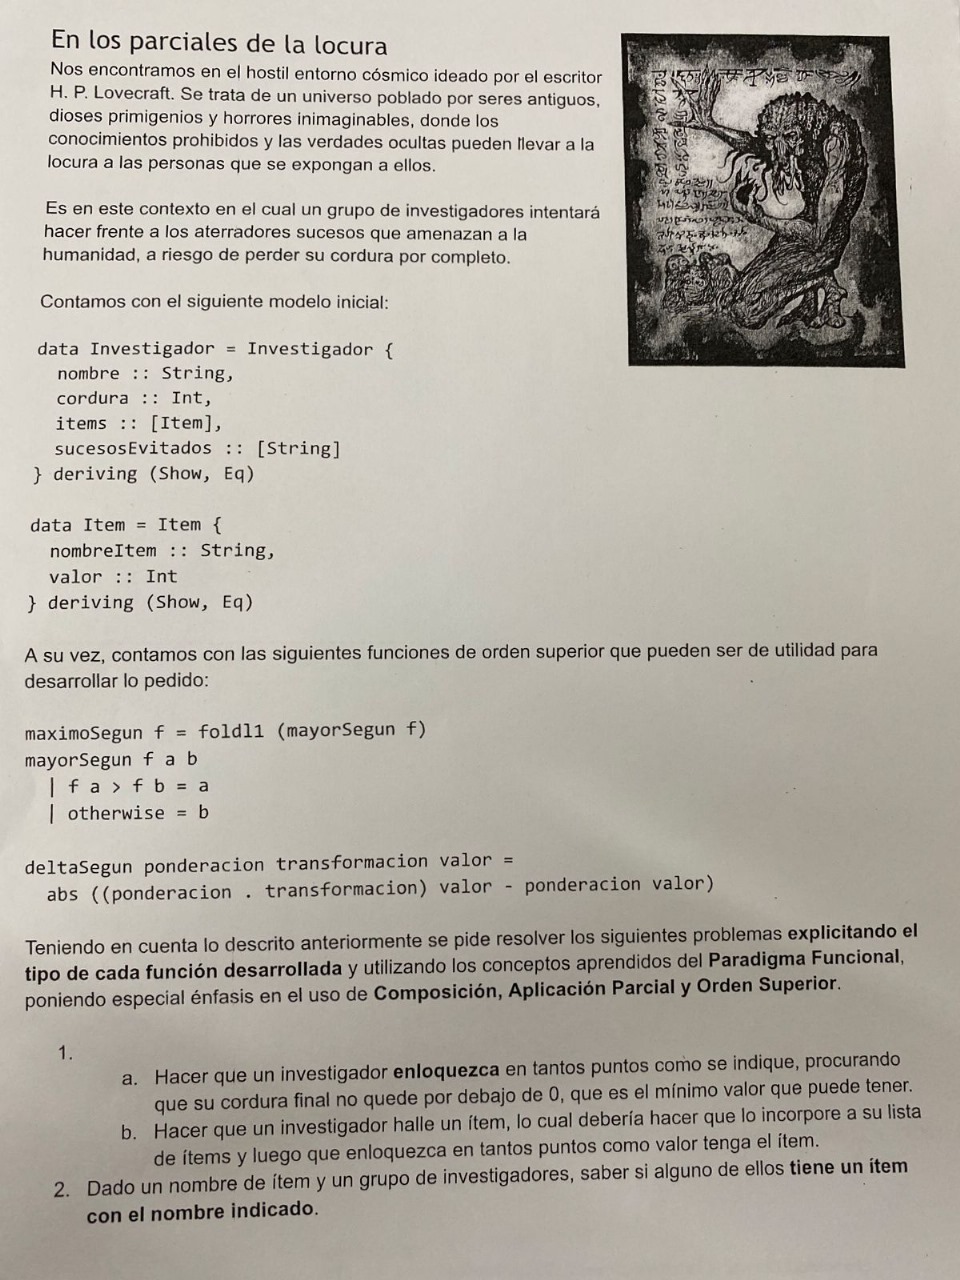 En los parciales de la locura
Nos encontramos en el hostil entorno cósmico ideado por el escritor
H. P. Lovecraft. Se trata de un universo poblado por seres antiguos,
dioses primigenios y horrores inimaginables, donde los
conocimientos prohibidos y las verdades ocultas pueden llevar a la
locura a las personas que se expongan a ellos.
Es en este contexto en el cual un grupo de investigadores intentará
hacer frente a los aterradores sucesos que amenazan a la
humanidad, a riesgo de perder su cordura por completo.
Contamos con el siguiente modelo inicial:
data Investigador = Investigador {
nombre :: String,
cordura :: Int,
items :: [Item],
sucesosEvitados :: [String]
} deriving (Show, Eq)
data Item = Item {
nombreItem :: String,
valor :: Int
} deriving (Show, Eq)
A su vez, contamos con las siguientes funciones de orden superior que pueden ser de utilidad para
desarrollar lo pedido:
maximoSegun f = foldl1 (mayorSegun f)
mayorSegun f a b
| f a > f b = a
| otherwise = b
deltaSegun ponderacion transformacion valor =
abs ((ponderacion . transformacion) valor - ponderacion valor)
Teniendo en cuenta lo descrito anteriormente se pide resolver los siguientes problemas explicitando el
tipo de cada función desarrollada y utilizando los conceptos aprendidos del Paradigma Funcional,
poniendo especial énfasis en el uso de Composición, Aplicación Parcial y Orden Superior.
1.
a. Hacer que un investigador enloquezca en tantos puntos como se indique, procurando
que su cordura final no quede por debajo de 0, que es el mínimo valor que puede tener.
b. Hacer que un investigador halle un ítem, lo cual debería hacer que lo incorpore a su lista
de ítems y luego que enloquezca en tantos puntos como valor tenga el ítem.
2. Dado un nombre de ítem y un grupo de investigadores, saber si alguno de ellos tiene un ítem
con el nombre indicado.